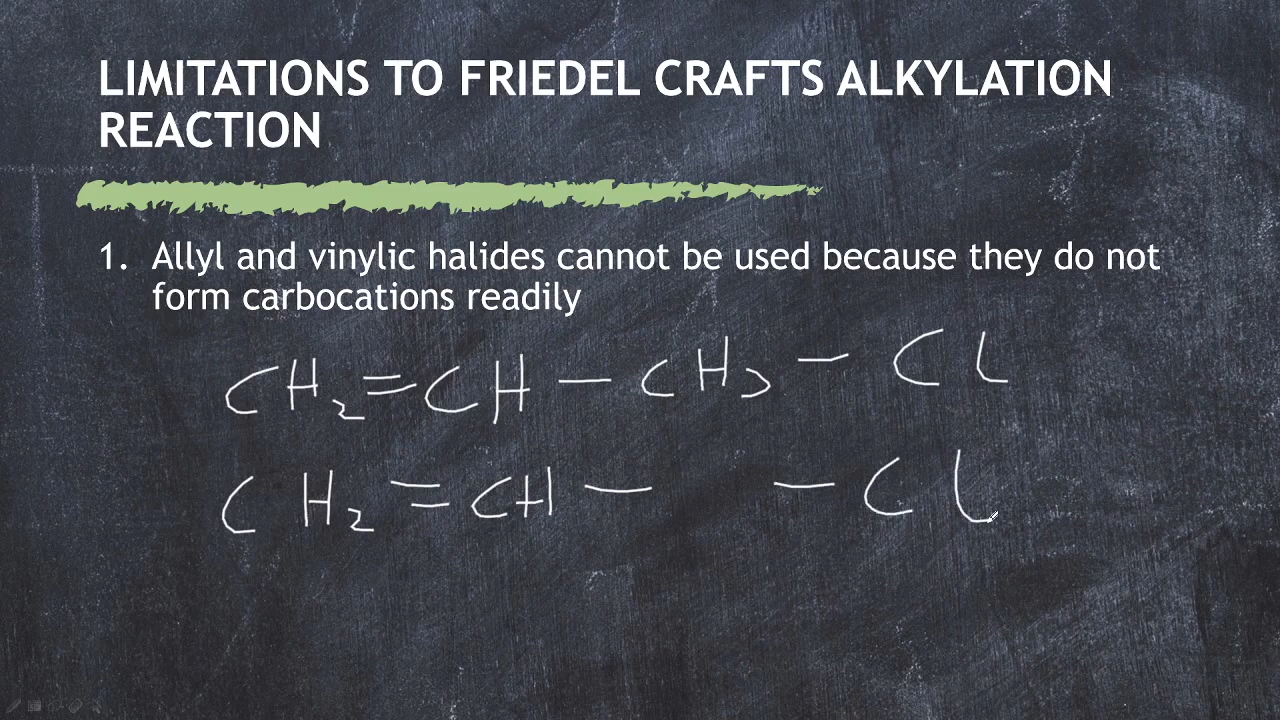 LIMITATIONS TO FRIEDEL CRAFTS ALKYLATION
REACTION
1. Allyl and vinylic halides cannot be used because they do not
form carbocations readily
CH2=CH — CH2 — Cl
CH2=CH — — Cl